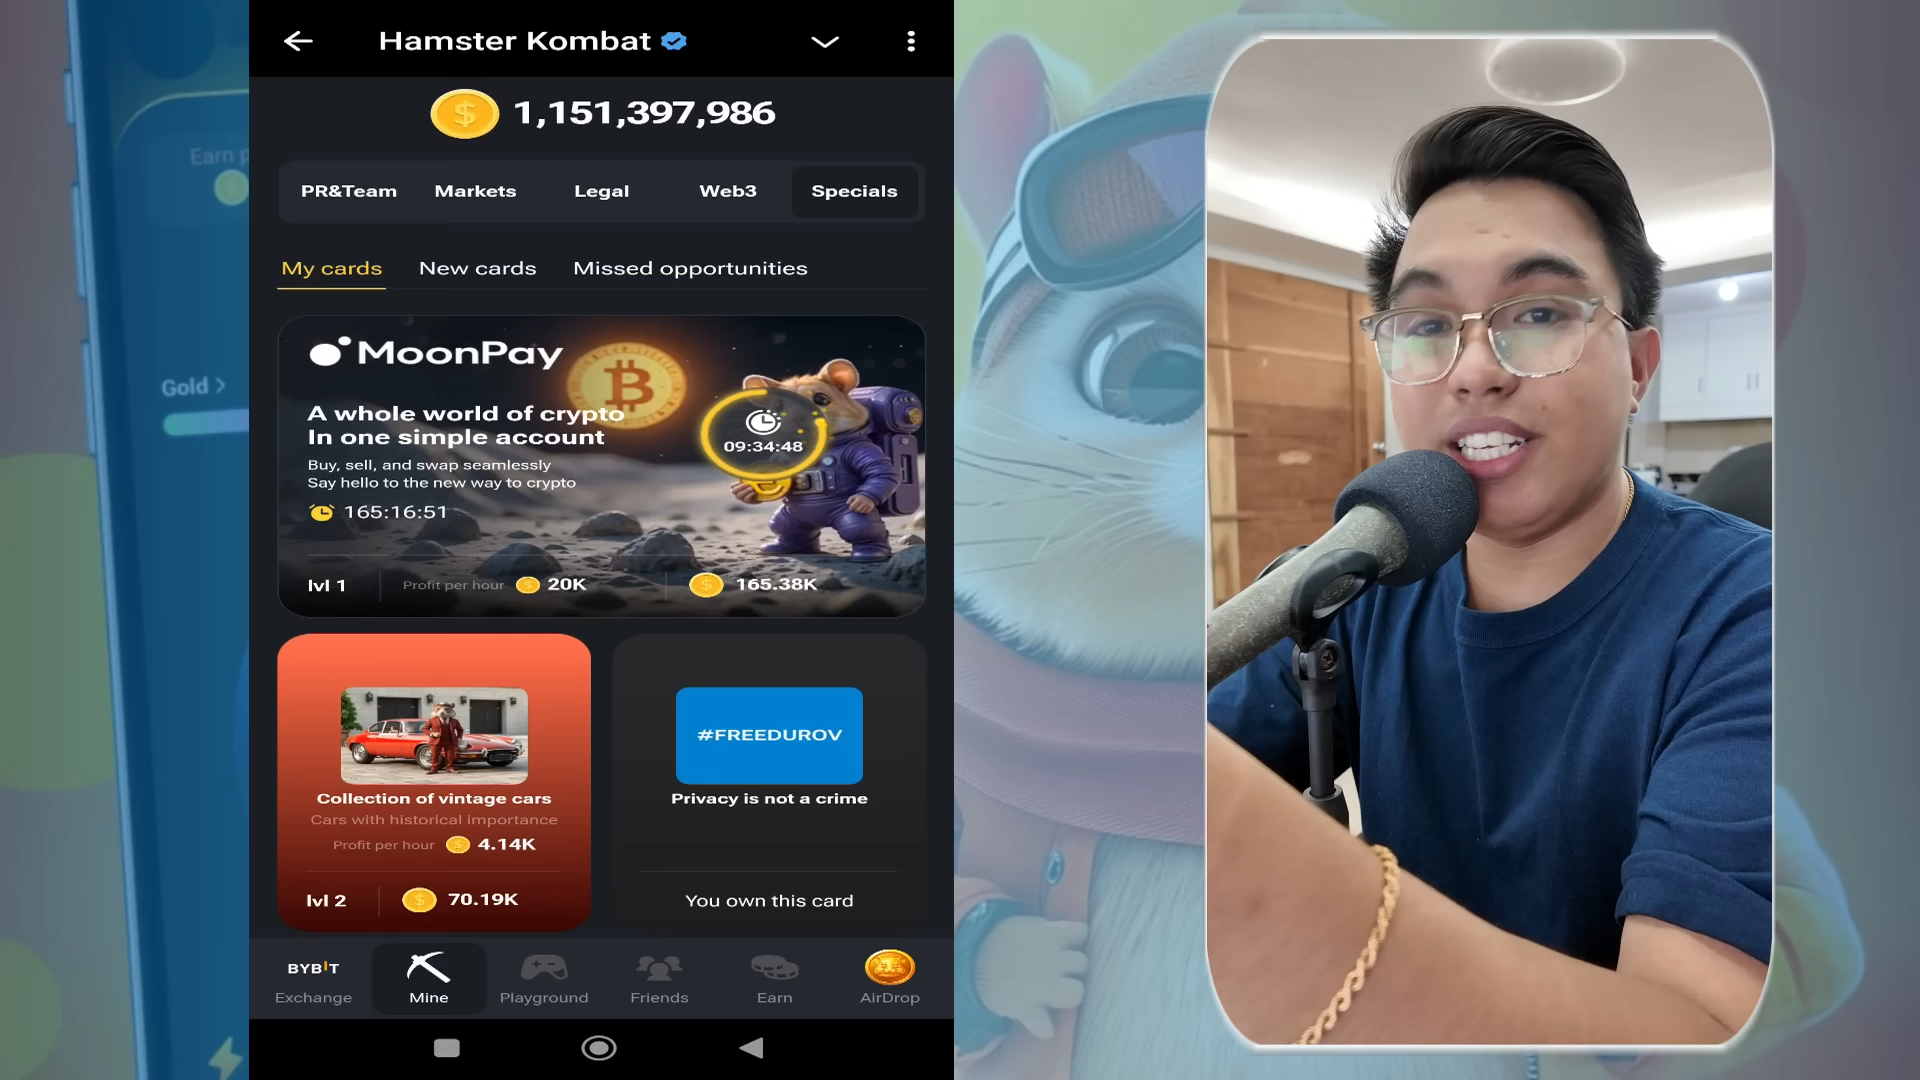 Hamster Kombat
1,151,397,986
PR&Team Markets Legal Web3 Specials
My cards New cards Missed opportunities
MoonPay
A whole world of crypto
In one simple account
Buy, sell, and swap seamlessly
Say hello to the new way to crypto
165:16:51
09:34:48
lvl 1 Profit per hour 20K 165.38K
Collection of vintage cars
Cars with historical importance
Profit per hour 4.14K
lvl 2 70.19K
#FREEDUROV
Privacy is not a crime
You own this card
BYBIT
Exchange Mine Playground Friends Earn AirDrop
Earn p
Gold >